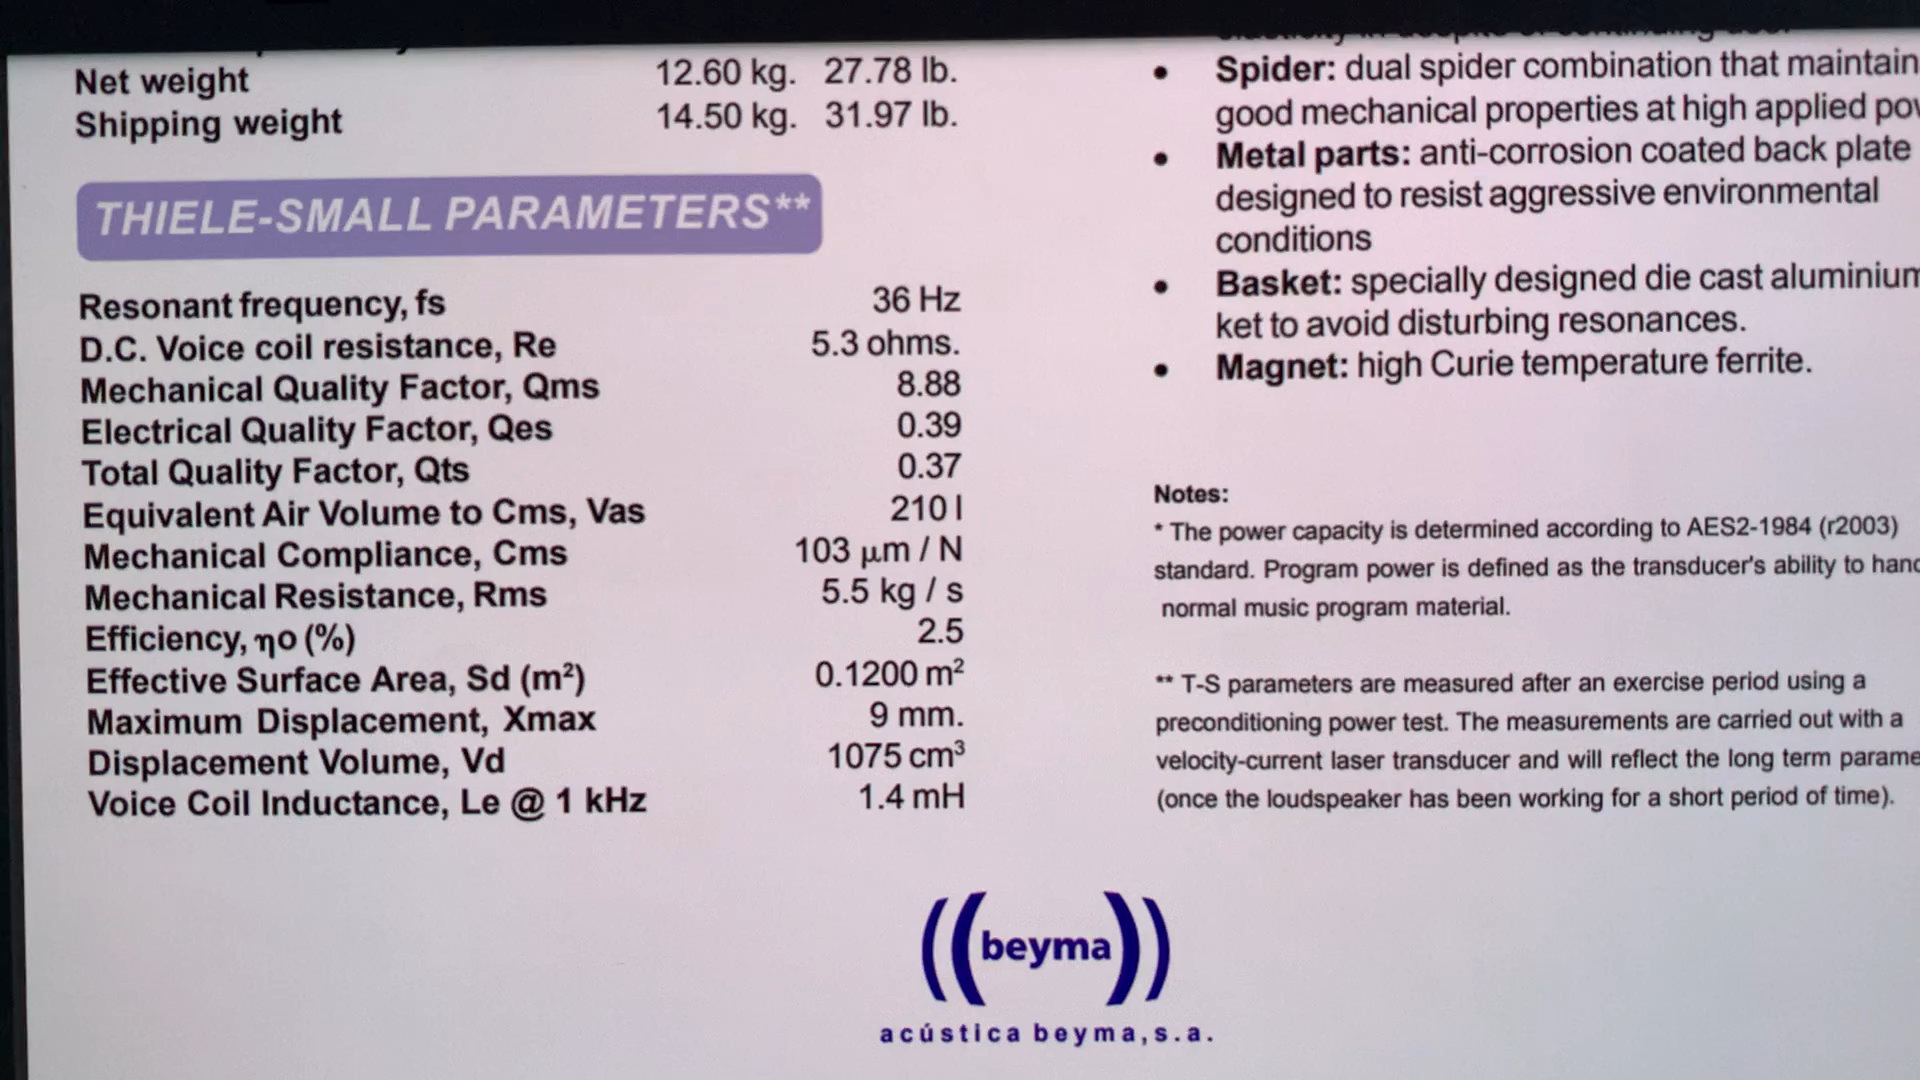 Net weight 12.60 kg. 27.78 lb.
Shipping weight 14.50 kg. 31.97 lb.
THIELE-SMALL PARAMETERS**
Resonant frequency, fs 36 Hz
D.C. Voice coil resistance, Re 5.3 ohms.
Mechanical Quality Factor, Qms 8.88
Electrical Quality Factor, Qes 0.39
Total Quality Factor, Qts 0.37
Equivalent Air Volume to Cms, Vas 210 l
Mechanical Compliance, Cms 103 μm / N
Mechanical Resistance, Rms 5.5 kg / s
Efficiency, ηo (%) 2.5
Effective Surface Area, Sd (m²) 0.1200 m²
Maximum Displacement, Xmax 9 mm.
Displacement Volume, Vd 1075 cm³
Voice Coil Inductance, Le @ 1 kHz 1.4 mH
• Spider: dual spider combination that maintain
good mechanical properties at high applied
• Metal parts: anti-corrosion coated back plate
designed to resist aggressive environmental
conditions
• Basket: specially designed die cast aluminium
ket to avoid disturbing resonances.
• Magnet: high Curie temperature ferrite.
Notes:
* The power capacity is determined according to AES2-1984 (r2003)
standard. Program power is defined as the transducer's ability to
normal music program material.
** T-S parameters are measured after an exercise period using a
preconditioning power test. The measurements are carried out with a
velocity-current laser transducer and will reflect the long term
(once the loudspeaker has been working for a short period of time).
((beyma))
acústica beyma, s.a.